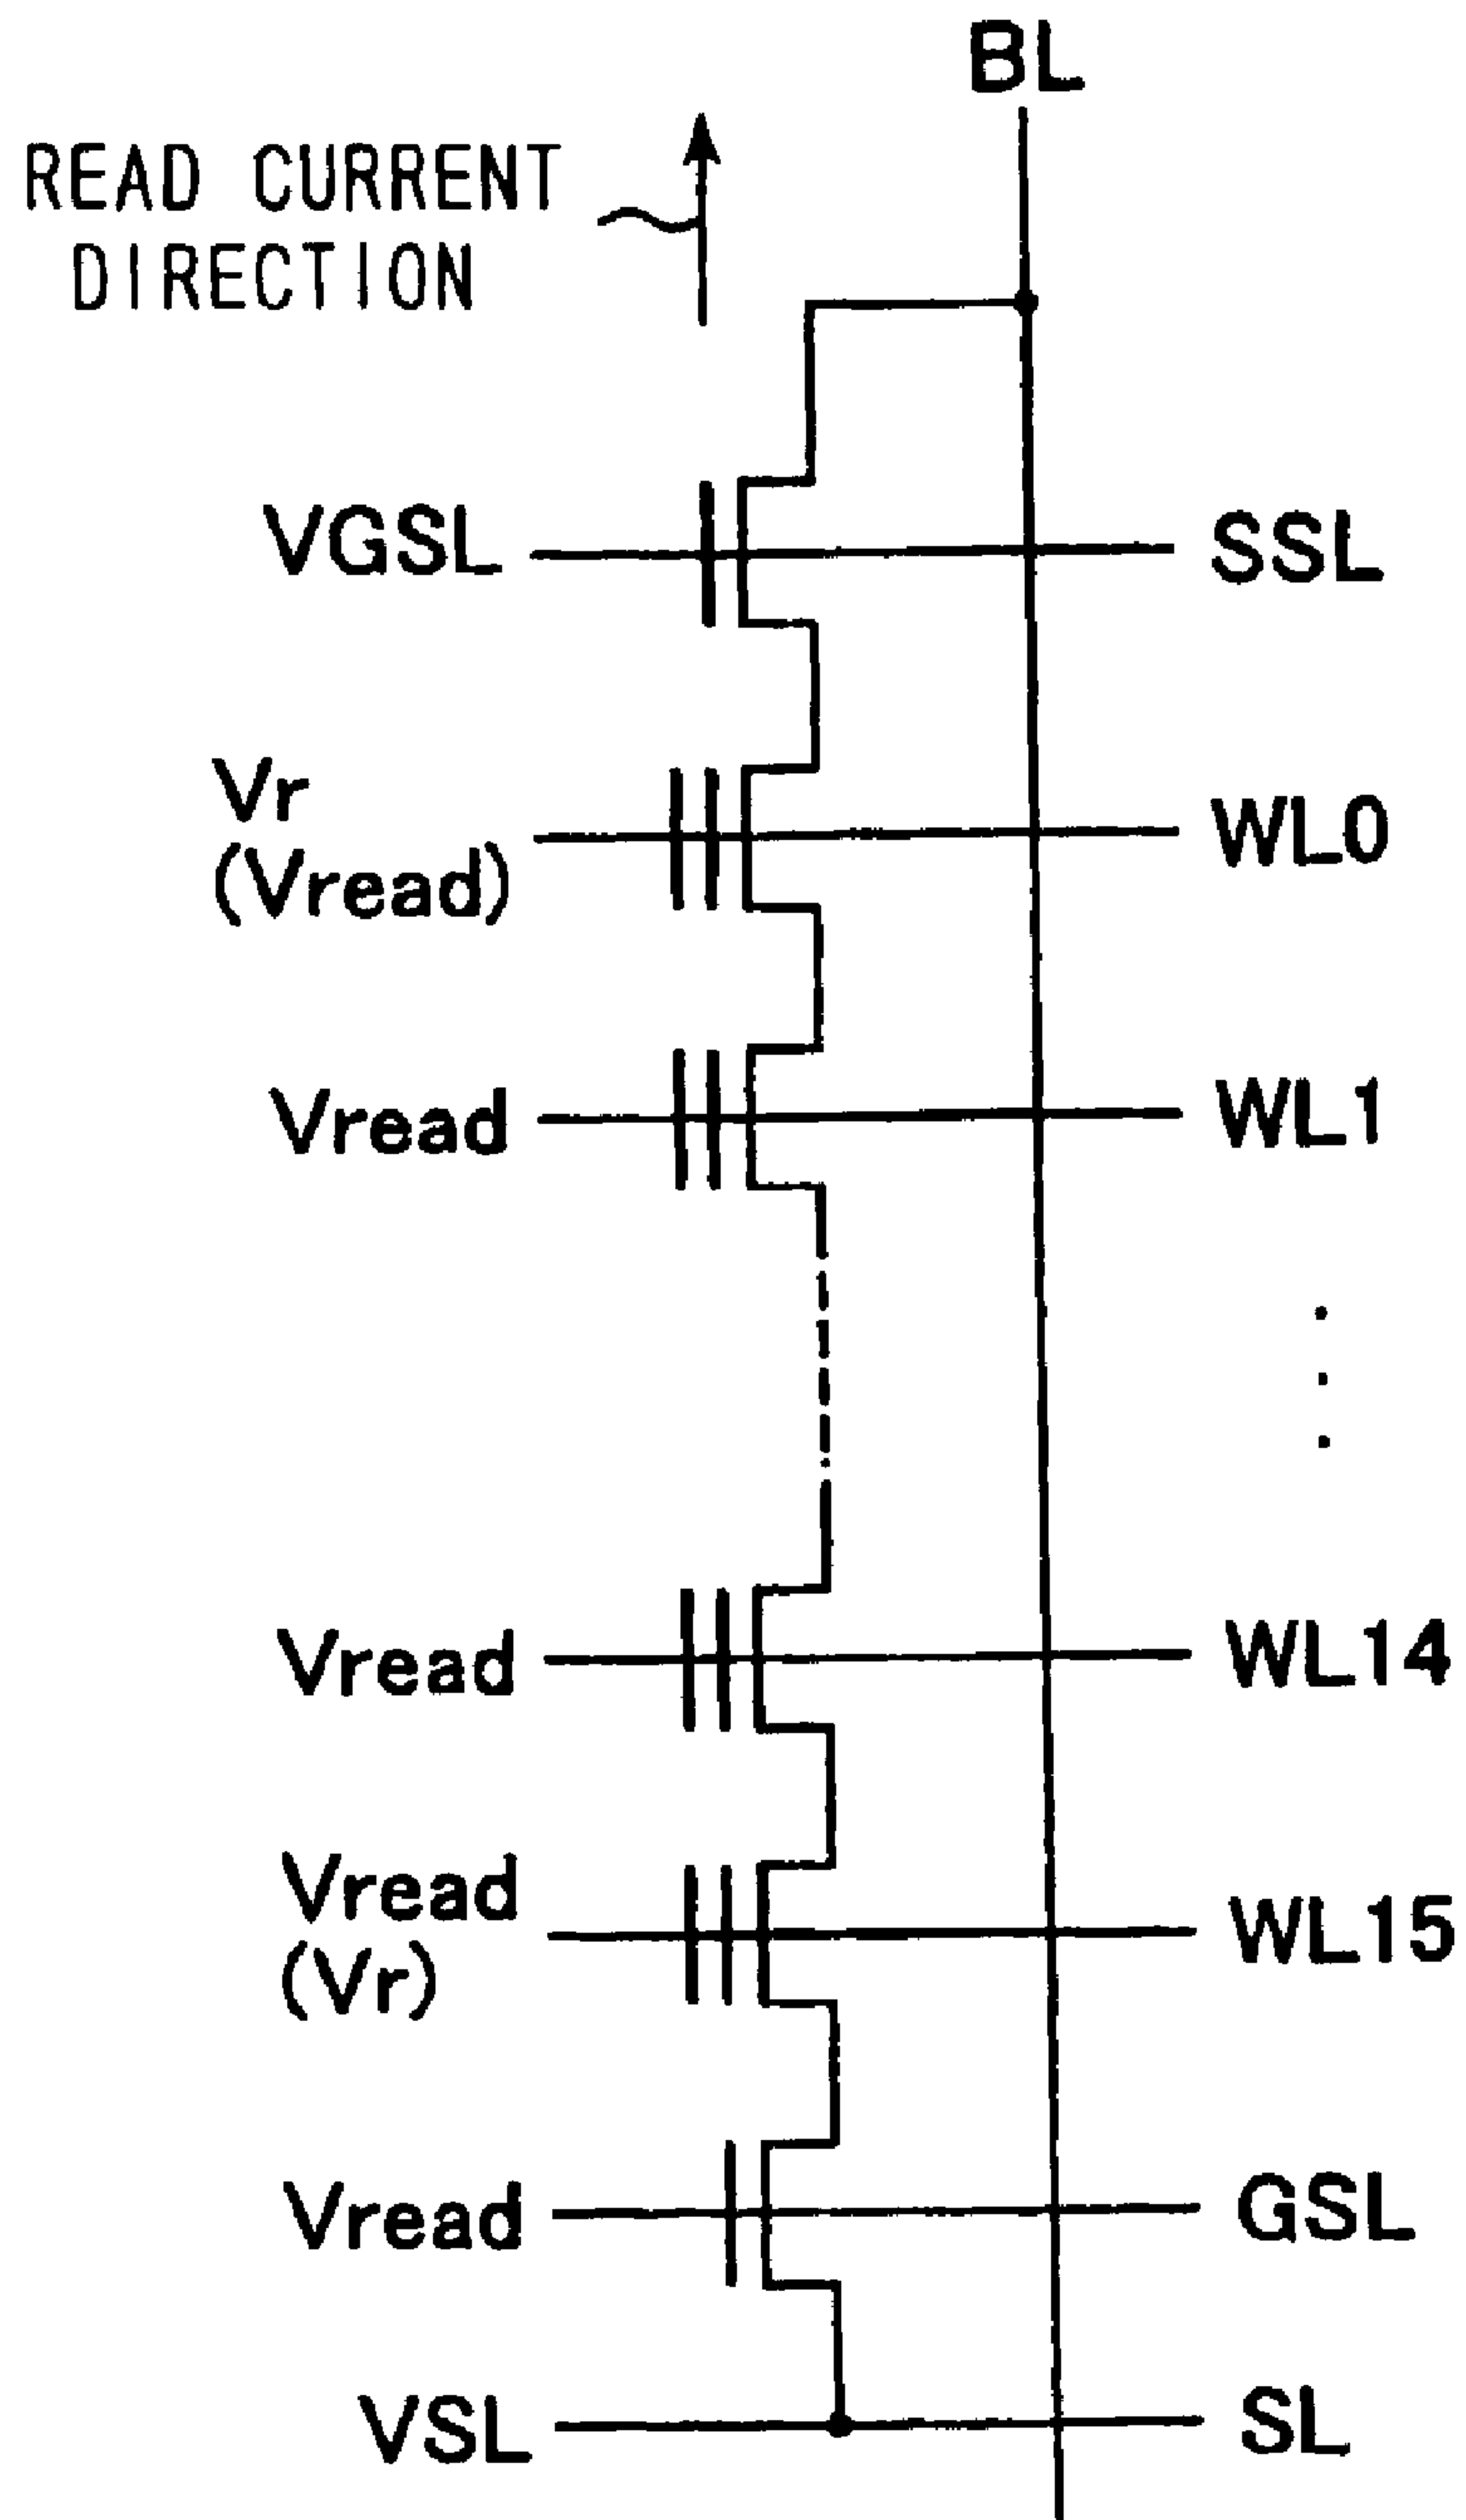 BL
READ CURRENT
DIRECTION
VGSL
SSL
Vr
(Vread)
WL0
Vread
WL1
Vread
WL14
Vread
(Vr)
WL15
Vread
GSL
VSL
SL